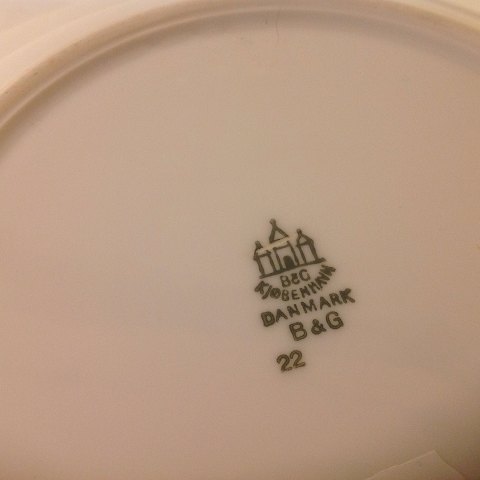 B&G
KJØBENHAVN
DANMARK
B & G
22